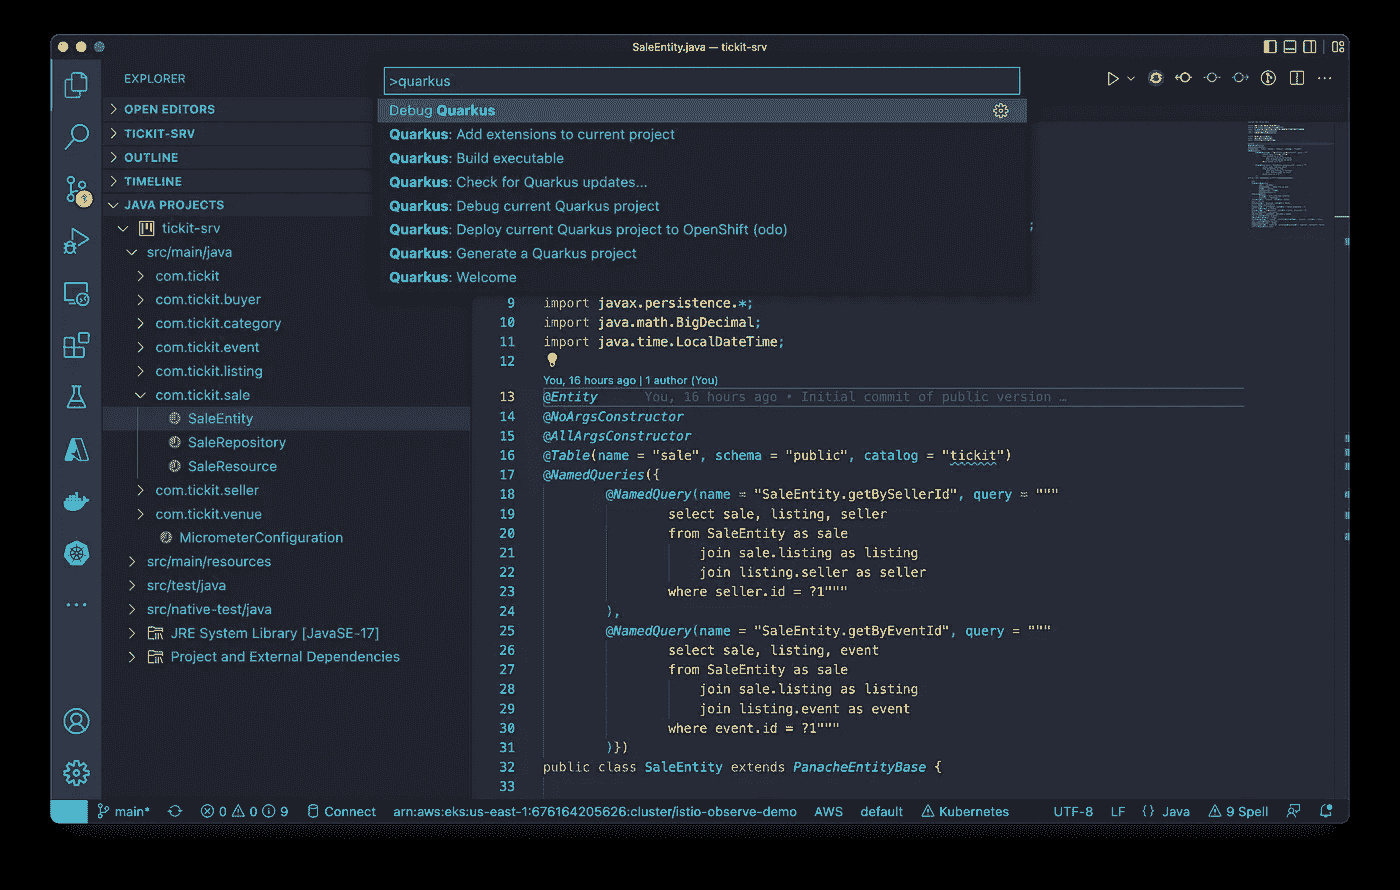 SaleEntity.java — tickit-srv
EXPLORER
OPEN EDITORS
TICKIT-SRV
OUTLINE
TIMELINE
JAVA PROJECTS
tickit-srv
src/main/java
com.tickit
com.tickit.buyer
com.tickit.category
com.tickit.event
com.tickit.listing
com.tickit.sale
SaleEntity
SaleRepository
SaleResource
com.tickit.seller
com.tickit.venue
MicrometerConfiguration
src/main/resources
src/test/java
src/native-test/java
JRE System Library [JavaSE-17]
Project and External Dependencies
>quarkus
Debug Quarkus
Quarkus: Add extensions to current project
Quarkus: Build executable
Quarkus: Check for Quarkus updates...
Quarkus: Debug current Quarkus project
Quarkus: Deploy current Quarkus project to OpenShift (odo)
Quarkus: Generate a Quarkus project
Quarkus: Welcome
;
9 import javax.persistence.*;
10 import java.math.BigDecimal;
11 import java.time.LocalDateTime;
12
You, 16 hours ago | 1 author (You)
13 @Entity You, 16 hours ago • Initial commit of public version …
14 @NoArgsConstructor
15 @AllArgsConstructor
16 @Table(name = "sale", schema = "public", catalog = "tickit")
17 @NamedQueries({
18 @NamedQuery(name = "SaleEntity.getBySellerId", query = """
19 select sale, listing, seller
20 from SaleEntity as sale
21 join sale.listing as listing
22 join listing.seller as seller
23 where seller.id = ?1"""
24 ),
25 @NamedQuery(name = "SaleEntity.getByEventId", query = """
26 select sale, listing, event
27 from SaleEntity as sale
28 join sale.listing as listing
29 join listing.event as event
30 where event.id = ?1"""
31 )})
32 public class SaleEntity extends PanacheEntityBase {
33
main* 0 0 9 Connect arn:aws:eks:us-east-1:676164205626:cluster/istio-observe-demo AWS default Kubernetes UTF-8 LF {} Java 9 Spell